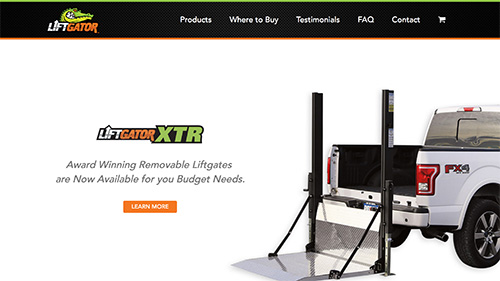 LIFTGATOR
Products Where to Buy Testimonials FAQ Contact
LIFTGATOR XTR
Award Winning Removable Liftgates
are Now Available for you Budget Needs.
LEARN MORE
FX4